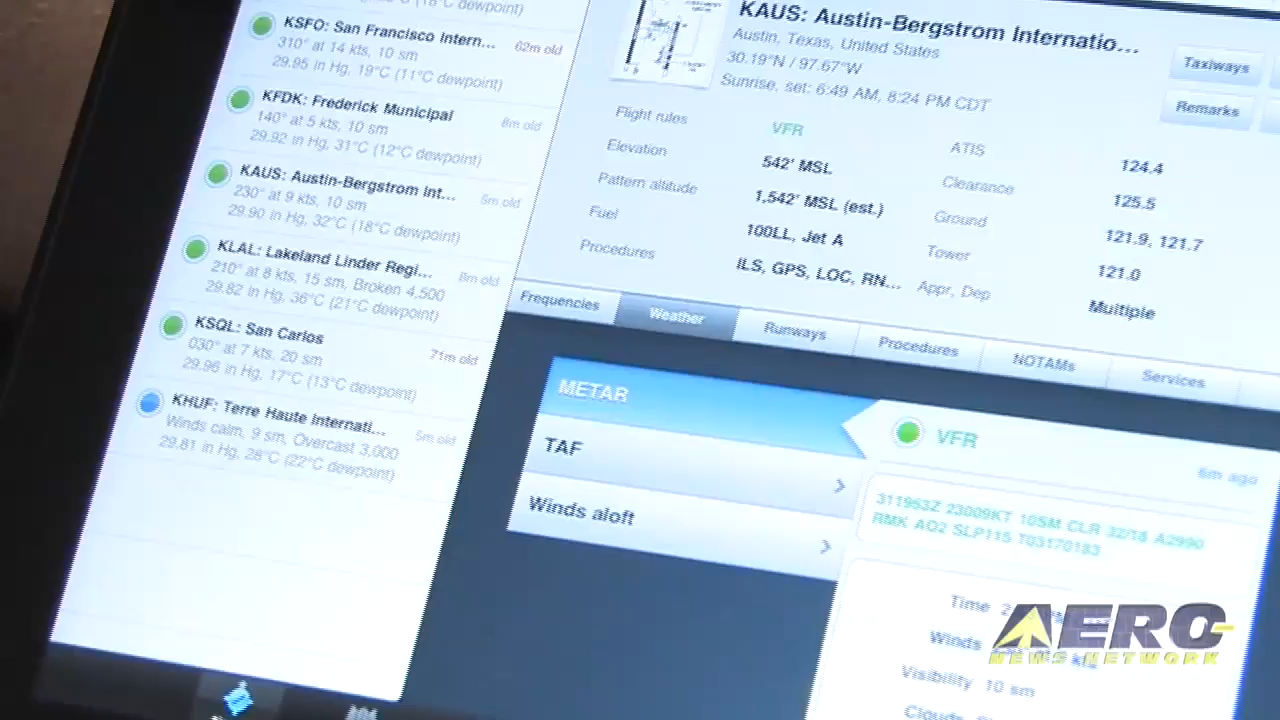 (18°C dewpoint)
KSFO: San Francisco Intern...
02m old
310° at 14 kts, 10 sm
29.95 in Hg, 19°C (11°C dewpoint)
KFDK: Frederick Municipal
8m old
140° at 5 kts, 10 sm
29.92 in Hg, 31°C (12°C dewpoint)
KAUS: Austin-Bergstrom Int...
5m old
230° at 9 kts, 10 sm
29.90 in Hg, 32°C (18°C dewpoint)
KLAL: Lakeland Linder Regi...
8m old
210° at 8 kts, 15 sm, Broken 4,500
29.82 in Hg, 36°C (21°C dewpoint)
KSQL: San Carlos
71m old
030° at 7 kts, 20 sm
29.96 in Hg, 17°C (13°C dewpoint)
KHUF: Terre Haute Internati...
5m old
Winds calm, 9 sm, Overcast 3,000
29.81 in Hg, 28°C (22°C dewpoint)
KAUS: Austin-Bergstrom Internatio...
Austin, Texas, United States
30.19°N / 97.67°W
Sunrise, set: 6:49 AM, 8:24 PM CDT
Taxiways
Remarks
Flight rules VFR
Elevation 542' MSL
Pattern altitude 1,542' MSL (est.)
Fuel 100LL, Jet A
Procedures ILS, GPS, LOC, RN...
ATIS 124.4
Clearance 125.5
Ground 121.9, 121.7
Tower 121.0
Appr, Dep Multiple
Frequencies Weather Runways Procedures NOTAMs Services
METAR
TAF
Winds aloft
VFR
6m ago
311953Z 23009KT 10SM CLR 32/18 A2990
RMK AO2 SLP115 T03170183
Time
Winds kts
Visibility 10 sm
Clouds
AERO
NEWS NETWORK